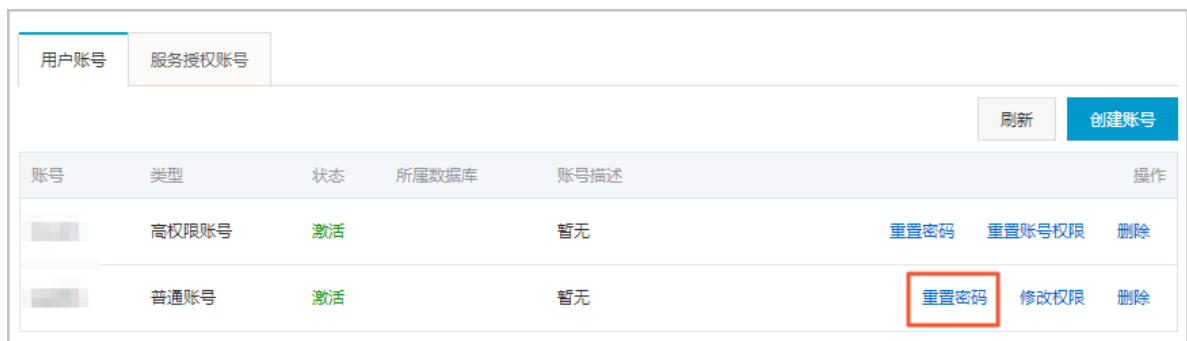 用户账号 服务授权账号
刷新 创建账号
账号 类型 状态 所属数据库 账号描述 操作
高权限账号 激活 暂无 重置密码 重置账号权限 删除
普通账号 激活 暂无 重置密码 修改权限 删除